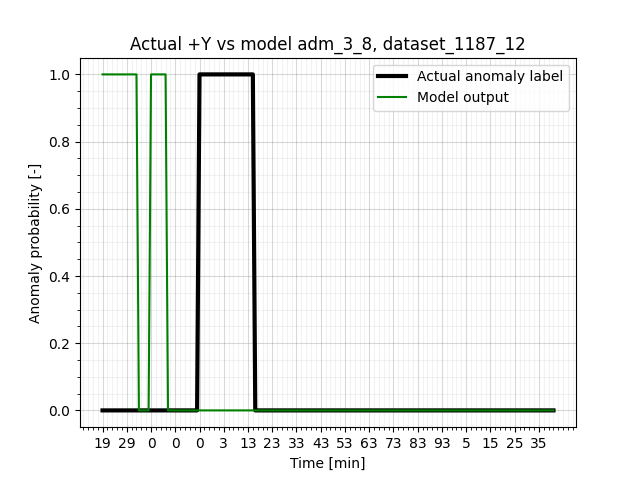 Actual +Y vs model adm_3_8, dataset_1187_12
Actual anomaly label
Model output
Anomaly probability [-]
1.0
0.8
0.6
0.4
0.2
0.0
19 29 0 0 0 3 13 23 33 43 53 63 73 83 93 5 15 25 35
Time [min]